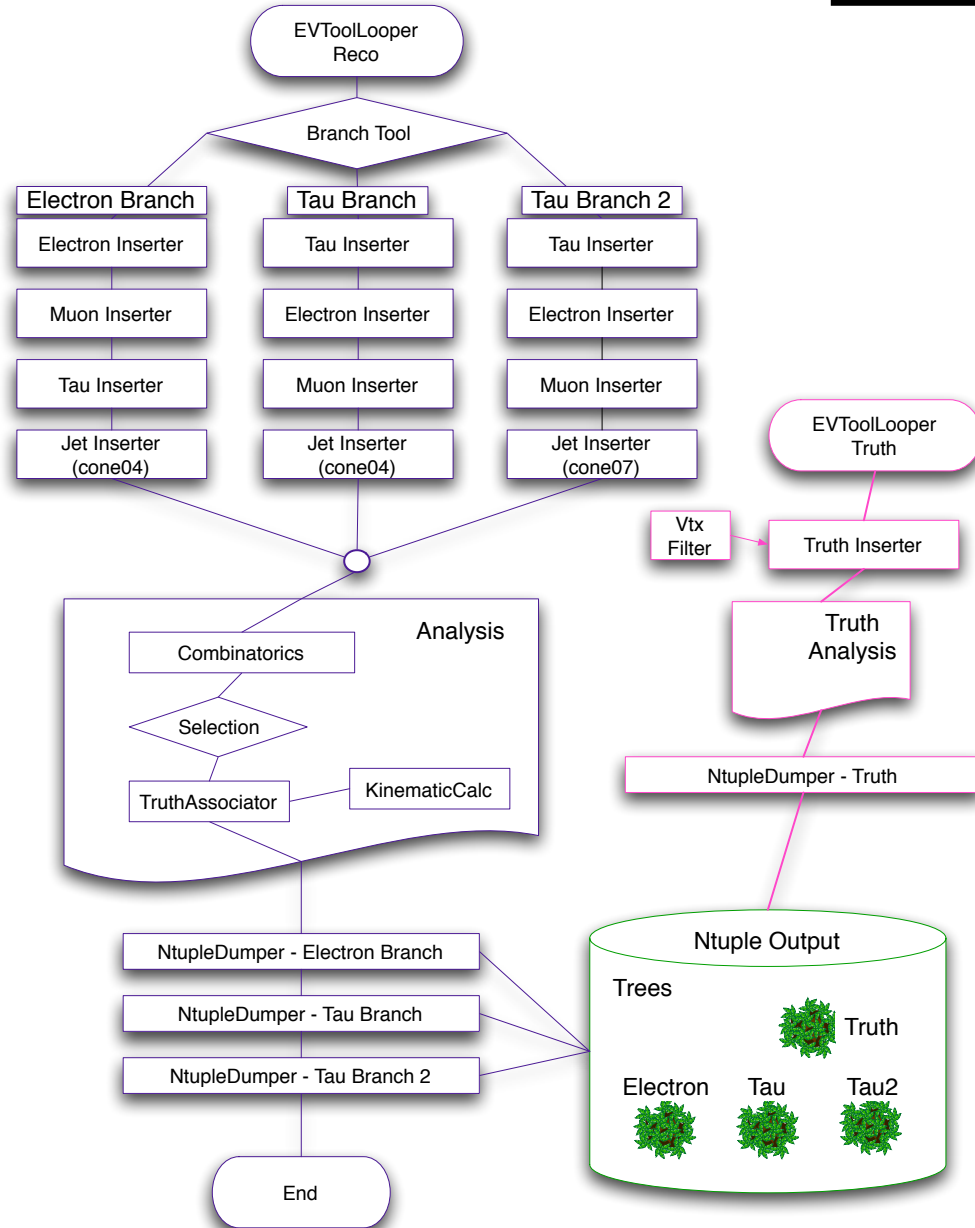 EVToolLooper
Reco
Branch Tool
Electron Branch
Electron Inserter
Muon Inserter
Tau Inserter
Jet Inserter
(cone04)
Tau Branch
Tau Inserter
Electron Inserter
Muon Inserter
Jet Inserter
(cone04)
Tau Branch 2
Tau Inserter
Electron Inserter
Muon Inserter
Jet Inserter
(cone07)
Analysis
Combinatorics
Selection
TruthAssociator
KinematicCalc
NtupleDumper - Electron Branch
NtupleDumper - Tau Branch
NtupleDumper - Tau Branch 2
End
EVToolLooper
Truth
Vtx
Filter
Truth Inserter
Truth
Analysis
NtupleDumper - Truth
Ntuple Output
Trees
Truth
Electron
Tau
Tau2